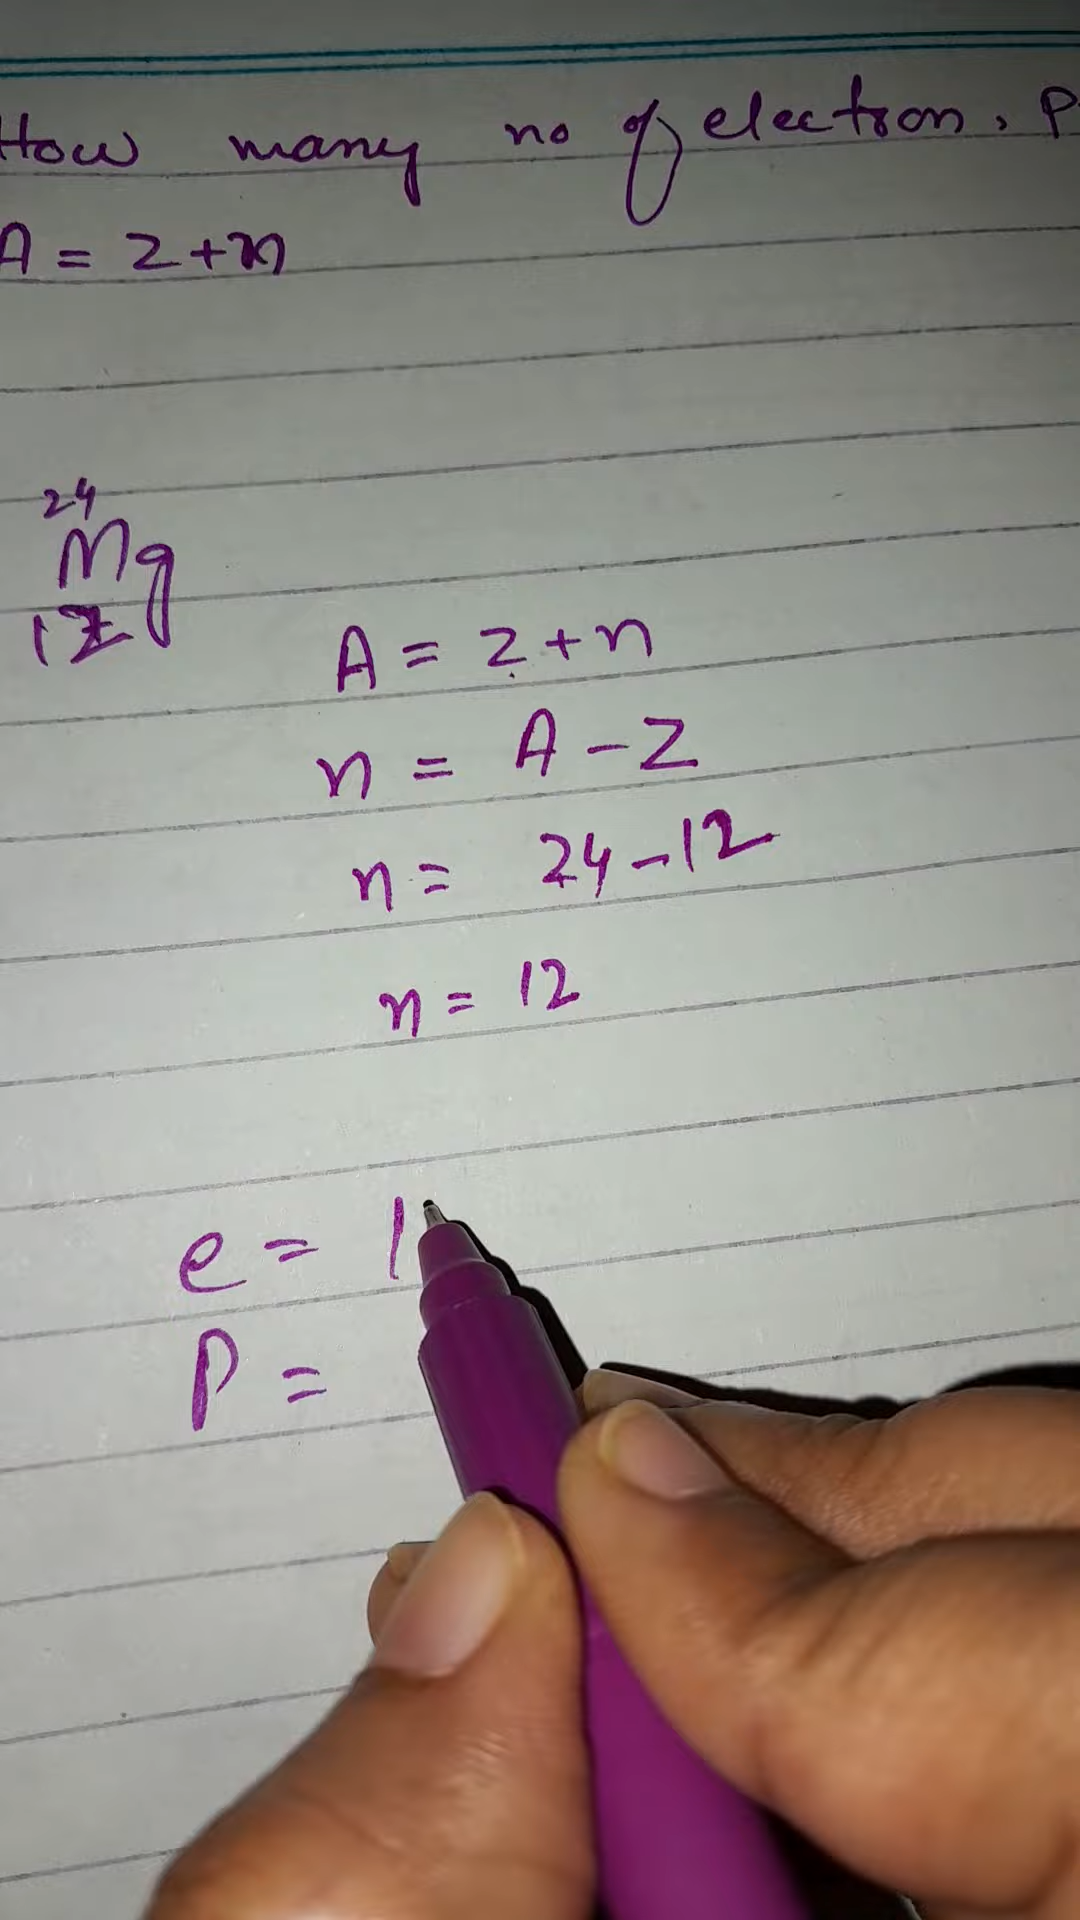 How many no of electron, P
A = Z + n
24
Mg
12
A = Z + n
n = A - Z
n = 24 - 12
n = 12
e = 1
P =